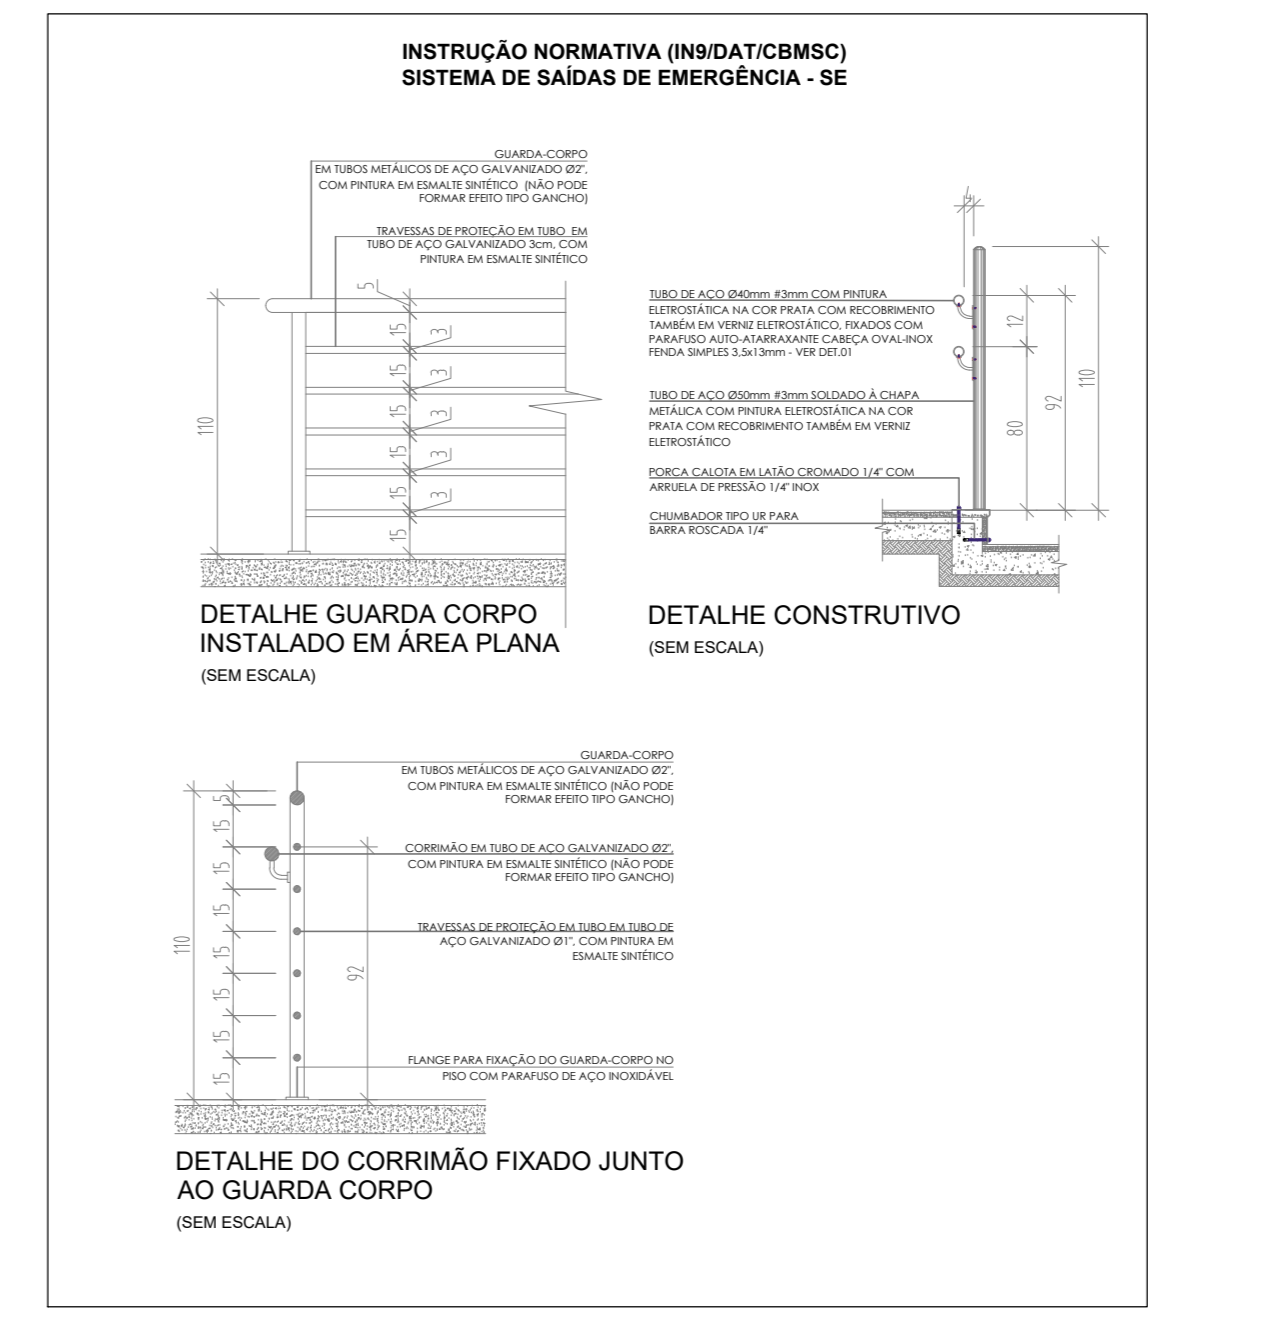 INSTRUÇÃO NORMATIVA (IN9/DAT/CBMSC)
SISTEMA DE SAÍDAS DE EMERGÊNCIA - SE
GUARDA-CORPO
EM TUBOS METÁLICOS DE AÇO GALVANIZADO Ø2",
COM PINTURA EM ESMALTE SINTÉTICO (NÃO PODE
FORMAR EFEITO TIPO GANCHO)
TRAVESSAS DE PROTEÇÃO EM TUBO EM
TUBO DE AÇO GALVANIZADO 3cm, COM
PINTURA EM ESMALTE SINTÉTICO
5
15
3
15
3
15
3
15
3
15
3
15
110
DETALHE GUARDA CORPO
INSTALADO EM ÁREA PLANA
(SEM ESCALA)
TUBO DE AÇO Ø40mm #3mm COM PINTURA
ELETROSTÁTICA NA COR PRATA COM RECOBRIMENTO
TAMBÉM EM VERNIZ ELETROSTÁTICO, FIXADOS COM
PARAFUSO AUTO-ATARRAXANTE CABEÇA OVAL-INOX
FENDA SIMPLES 3,5x13mm - VER DET.01
TUBO DE AÇO Ø50mm #3mm SOLDADO À CHAPA
METÁLICA COM PINTURA ELETROSTÁTICA NA COR
PRATA COM RECOBRIMENTO TAMBÉM EM VERNIZ
ELETROSTÁTICO
PORCA CALOTA EM LATÃO CROMADO 1/4" COM
ARRUELA DE PRESSÃO 1/4" INOX
CHUMBADOR TIPO UR PARA
BARRA ROSCADA 1/4"
4
12
80
92
110
DETALHE CONSTRUTIVO
(SEM ESCALA)
GUARDA-CORPO
EM TUBOS METÁLICOS DE AÇO GALVANIZADO Ø2",
COM PINTURA EM ESMALTE SINTÉTICO (NÃO PODE
FORMAR EFEITO TIPO GANCHO)
CORRIMÃO EM TUBO DE AÇO GALVANIZADO Ø2",
COM PINTURA EM ESMALTE SINTÉTICO (NÃO PODE
FORMAR EFEITO TIPO GANCHO)
TRAVESSAS DE PROTEÇÃO EM TUBO EM TUBO DE
AÇO GALVANIZADO Ø1", COM PINTURA EM
ESMALTE SINTÉTICO
FLANGE PARA FIXAÇÃO DO GUARDA-CORPO NO
PISO COM PARAFUSO DE AÇO INOXIDÁVEL
5
15
15
15
15
15
15
15
110
92
DETALHE DO CORRIMÃO FIXADO JUNTO
AO GUARDA CORPO
(SEM ESCALA)